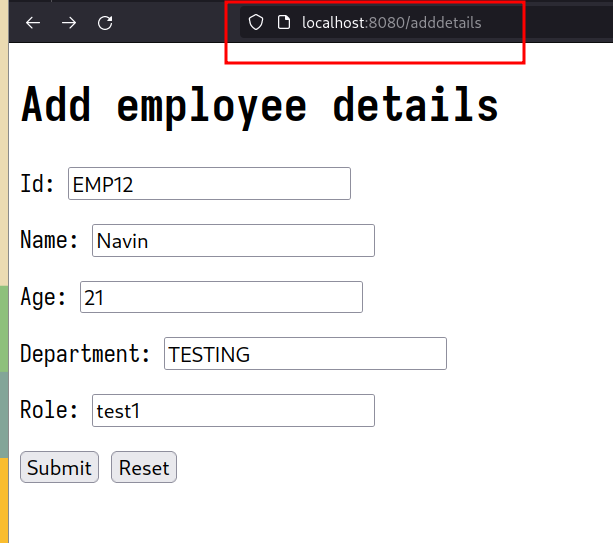 localhost:8080/adddetails
Add employee details
Id: EMP12
Name: Navin
Age: 21
Department: TESTING
Role: test1
Submit Reset